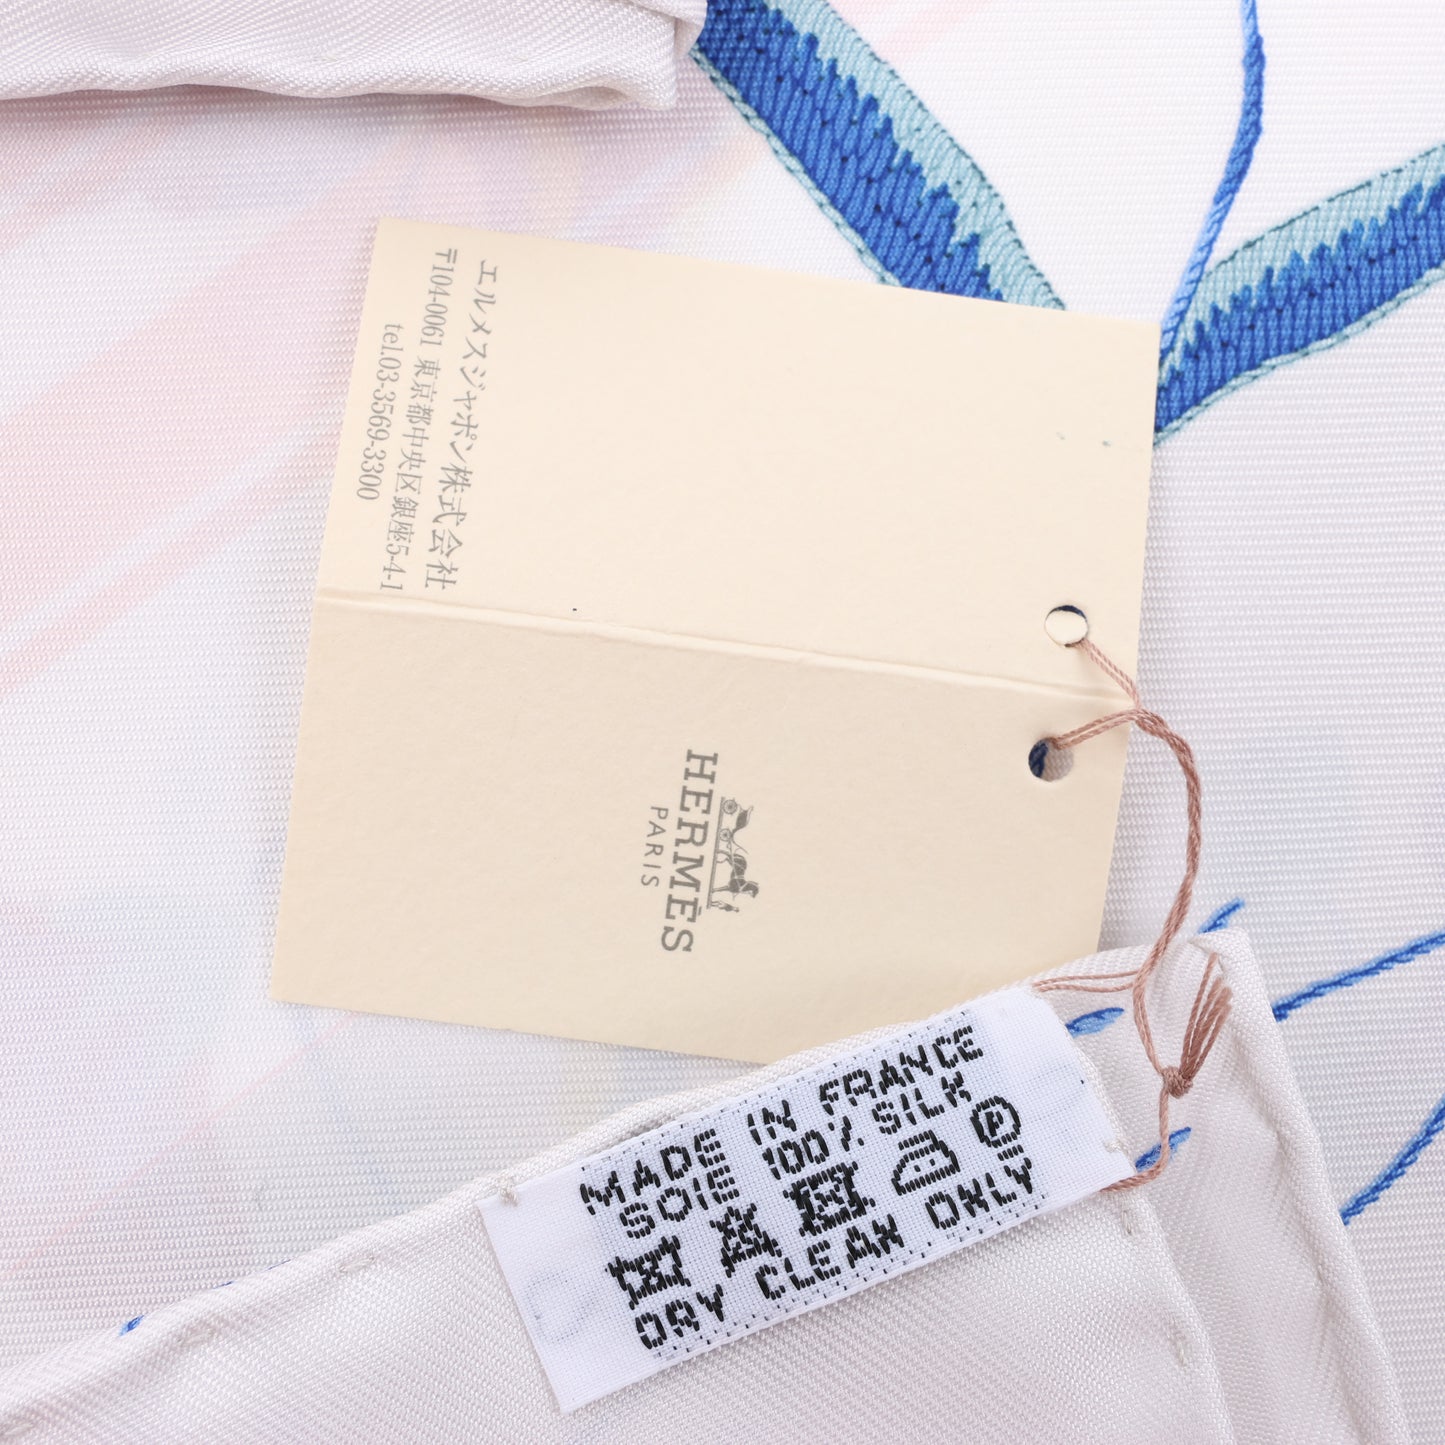 エルメスジャポン株式会社
〒104-0061 東京都中央区銀座5-4-1
tel.03-3569-3300
HERMÈS
PARIS
MADE IN FRANCE
SOIE 100% SILK
P
DRY CLEAN ONLY